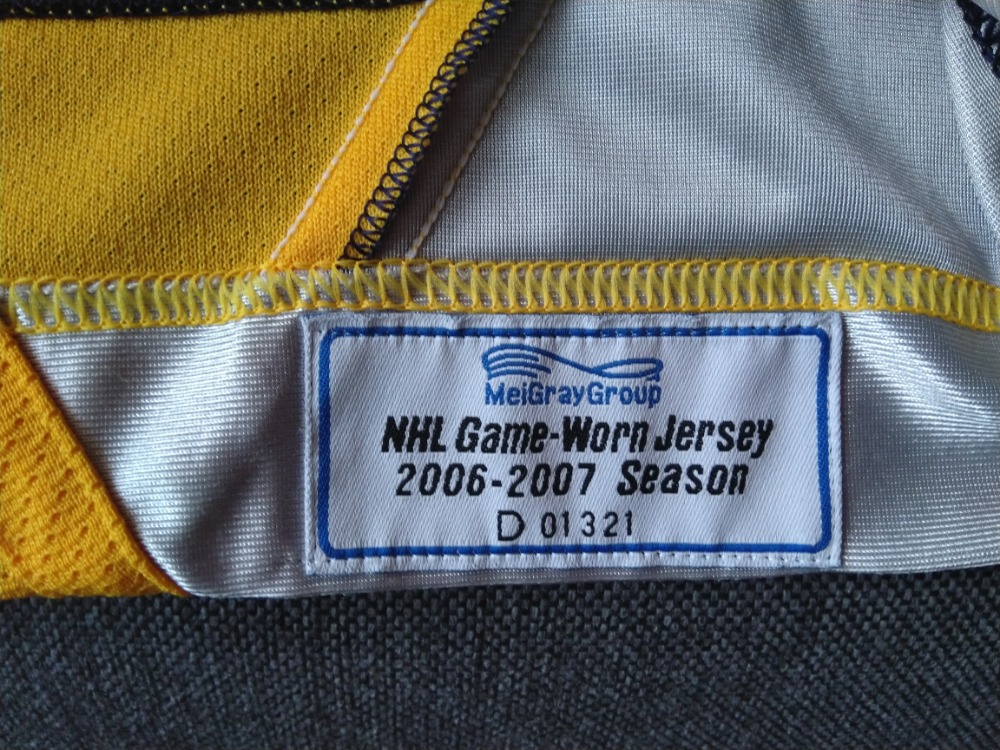 MeiGrayGroup
NHL Game-Worn Jersey
2006-2007 Season
D 01321